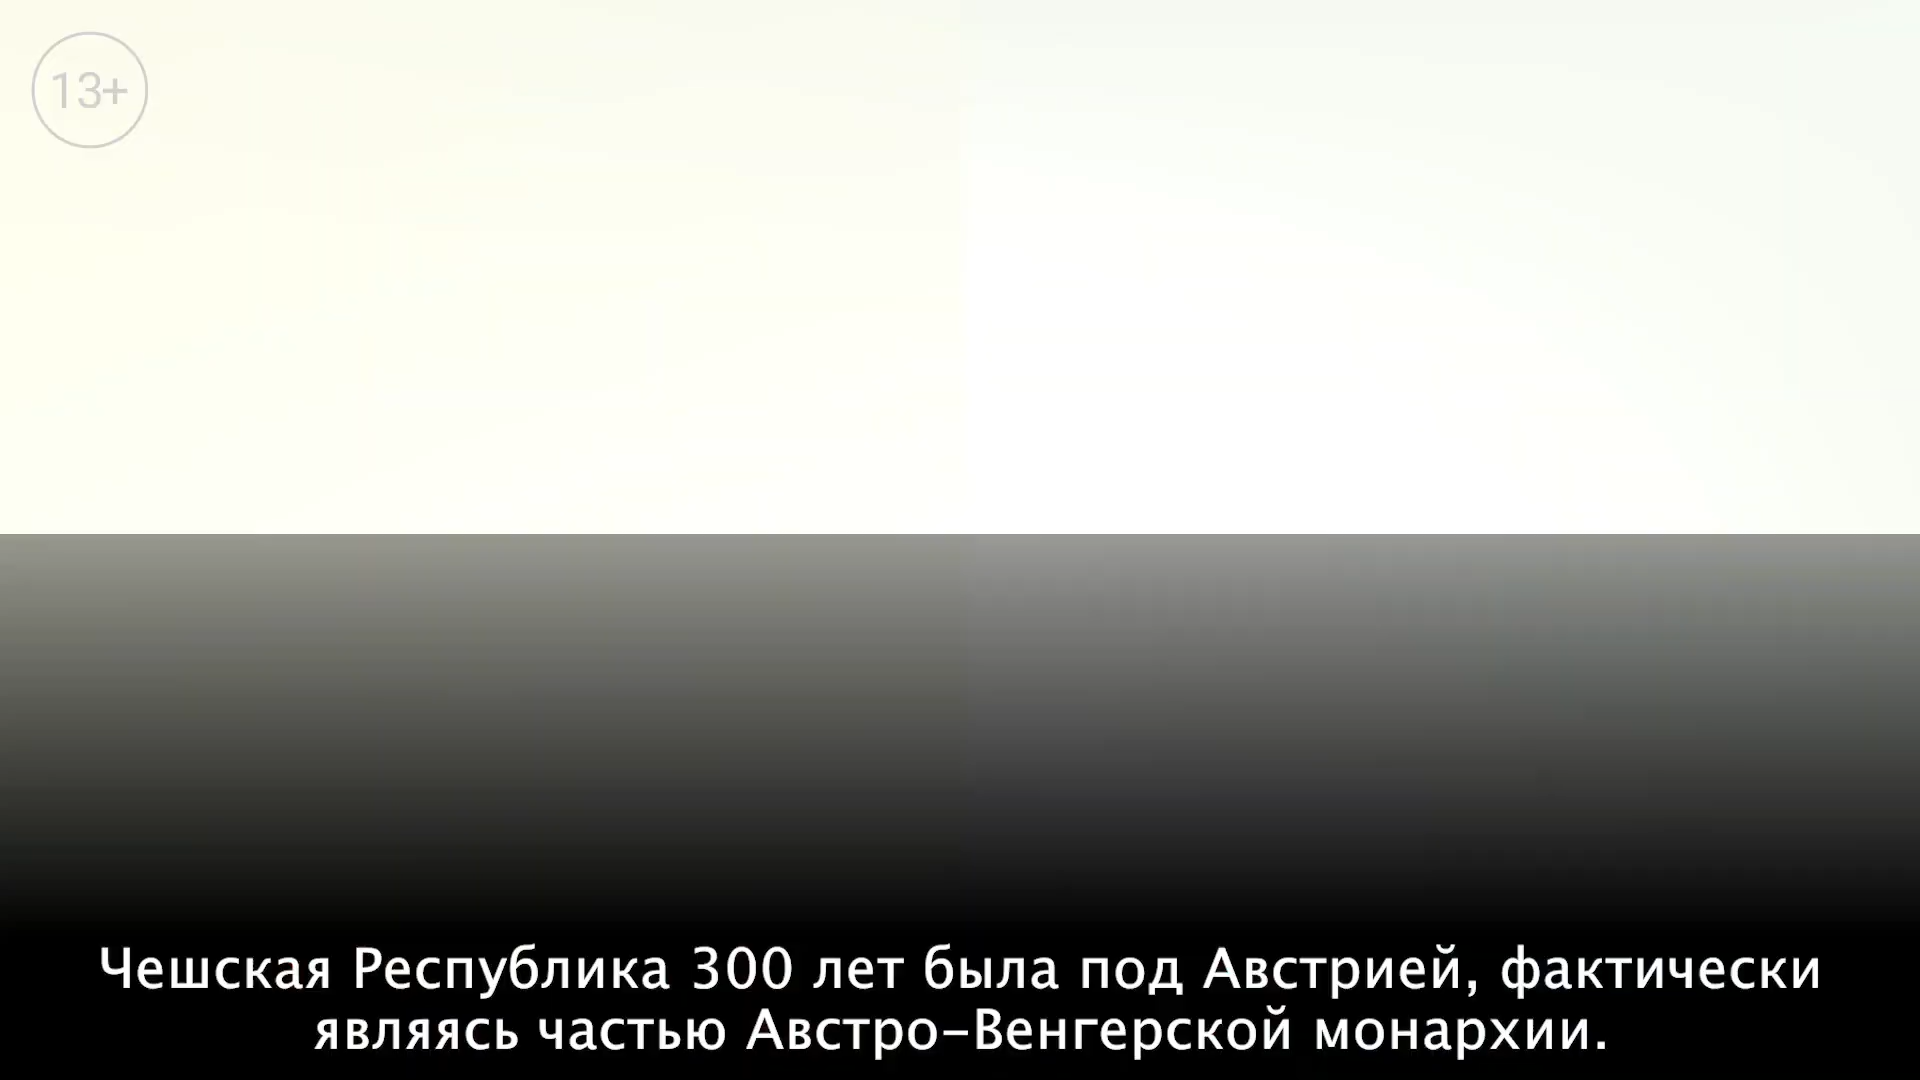 13+
Чешская Республика 300 лет была под Австрией, фактически
являясь частью Австро-Венгерской монархии.